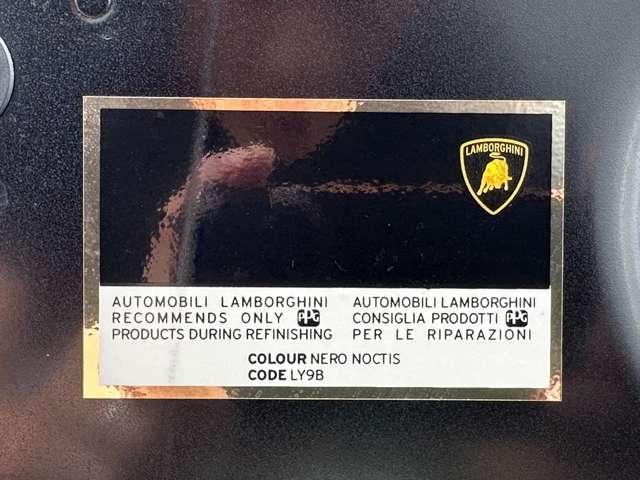 LAMBORGHINI
AUTOMOBILI LAMBORGHINI
RECOMMENDS ONLY PPG
PRODUCTS DURING REFINISHING
AUTOMOBILI LAMBORGHINI
CONSIGLIA PRODOTTI PPG
PER LE RIPARAZIONI
COLOUR NERO NOCTIS
CODE LY9B